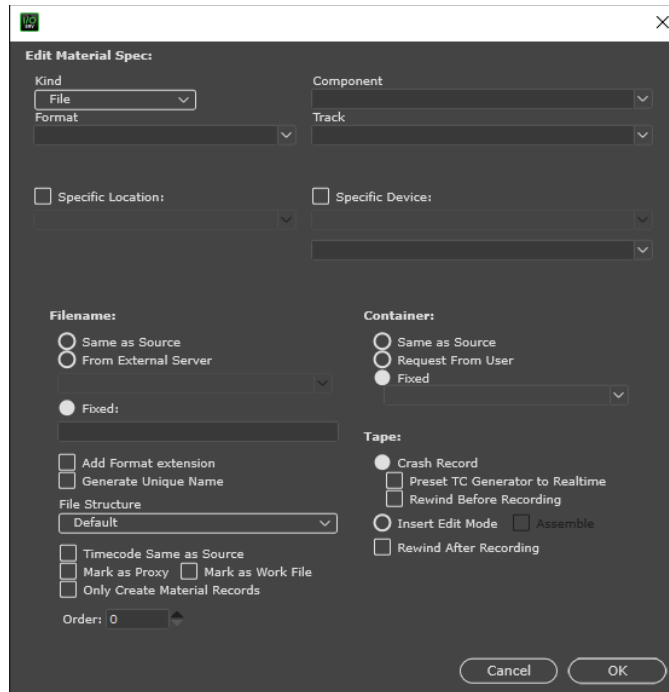 I/O
Edit Material Spec:
Kind
File
Component
Format
Track
Specific Location:
Specific Device:
Filename:
Same as Source
From External Server
Fixed:
Add Format extension
Generate Unique Name
File Structure
Default
Timecode Same as Source
Mark as Proxy Mark as Work File
Only Create Material Records
Order: 0
Container:
Same as Source
Request From User
Fixed
Tape:
Crash Record
Preset TC Generator to Realtime
Rewind Before Recording
Insert Edit Mode Assemble
Rewind After Recording
Cancel OK